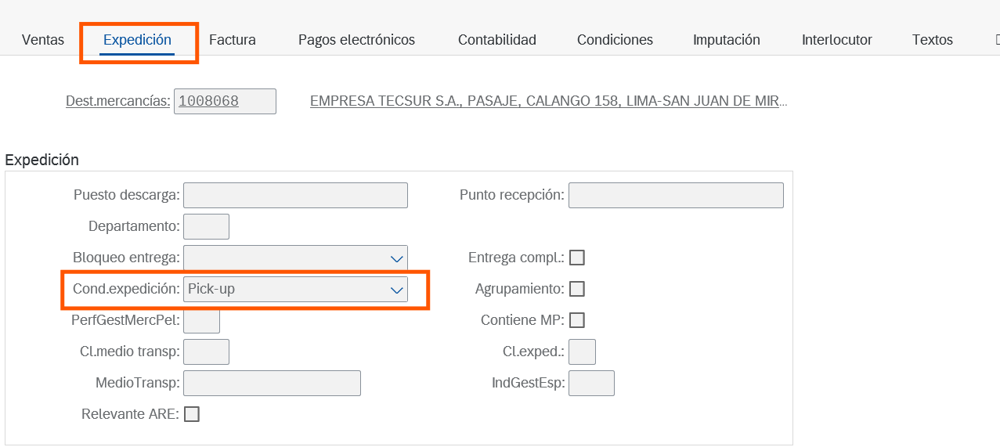 Ventas Expedición Factura Pagos electrónicos Contabilidad Condiciones Imputación Interlocutor Textos
Dest.mercancías: 1008068 EMPRESA TECSUR S.A., PASAJE, CALANGO 158, LIMA-SAN JUAN DE MIR...
Expedición
Puesto descarga: Punto recepción:
Departamento:
Bloqueo entrega: Entrega compl.:
Cond.expedición: Pick-up Agrupamiento:
PerfGestMercPel: Contiene MP:
Cl.medio transp: Cl.exped.:
MedioTransp: IndGestEsp:
Relevante ARE: